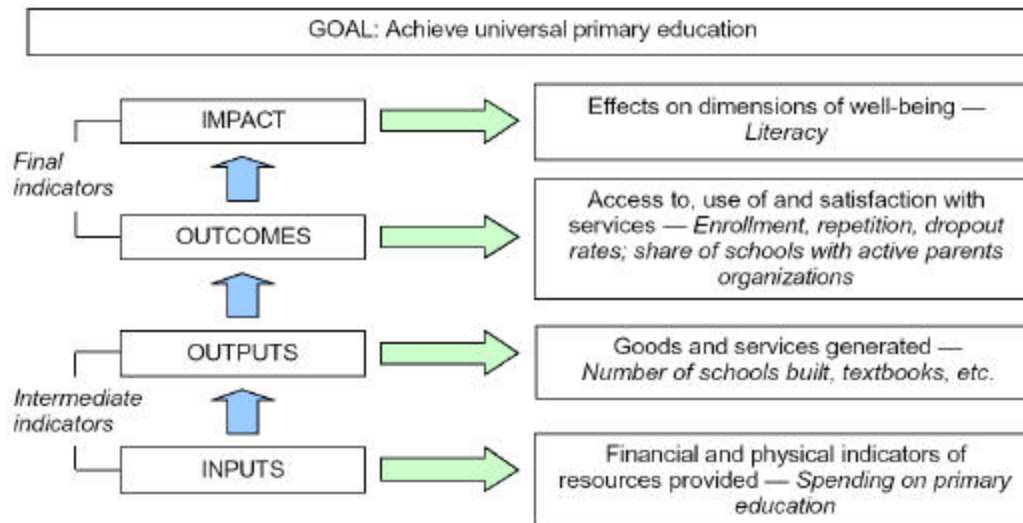 GOAL: Achieve universal primary education
IMPACT
Effects on dimensions of well-being —
Literacy
Final
indicators
OUTCOMES
Access to, use of and satisfaction with
services — Enrollment, repetition, dropout
rates; share of schools with active parents
organizations
OUTPUTS
Goods and services generated —
Number of schools built, textbooks, etc.
Intermediate
indicators
INPUTS
Financial and physical indicators of
resources provided — Spending on primary
education